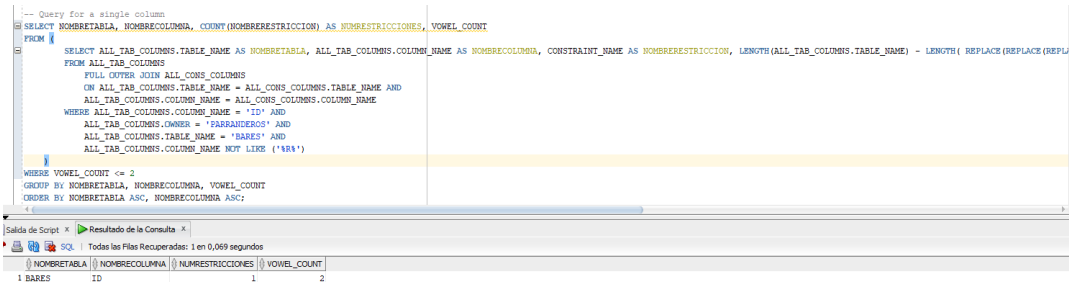 -- Query for a single column
SELECT NOMBRETABLA, NOMBRECOLUMNA, COUNT(NOMBRERESTRICCION) AS NUMRESTRICCIONES, VOWEL_COUNT
FROM (
SELECT ALL_TAB_COLUMNS.TABLE_NAME AS NOMBRETABLA, ALL_TAB_COLUMNS.COLUMN_NAME AS NOMBRECOLUMNA, CONSTRAINT_NAME AS NOMBRERESTRICCION, LENGTH(ALL_TAB_COLUMNS.TABLE_NAME) - LENGTH( REPLACE(REPLACE(REPL
FROM ALL_TAB_COLUMNS
FULL OUTER JOIN ALL_CONS_COLUMNS
ON ALL_TAB_COLUMNS.TABLE_NAME = ALL_CONS_COLUMNS.TABLE_NAME AND
ALL_TAB_COLUMNS.COLUMN_NAME = ALL_CONS_COLUMNS.COLUMN_NAME
WHERE ALL_TAB_COLUMNS.COLUMN_NAME = 'ID' AND
ALL_TAB_COLUMNS.OWNER = 'PARRANDEROS' AND
ALL_TAB_COLUMNS.TABLE_NAME = 'BARES' AND
ALL_TAB_COLUMNS.COLUMN_NAME NOT LIKE ('%R%')
)
WHERE VOWEL_COUNT <= 2
GROUP BY NOMBRETABLA, NOMBRECOLUMNA, VOWEL_COUNT
ORDER BY NOMBRETABLA ASC, NOMBRECOLUMNA ASC;
Salida de Script x Resultado de la Consulta x
SQL | Todas las Filas Recuperadas: 1 en 0,069 segundos
NOMBRETABLA NOMBRECOLUMNA NUMRESTRICCIONES VOWEL_COUNT
1 BARES ID 1 2